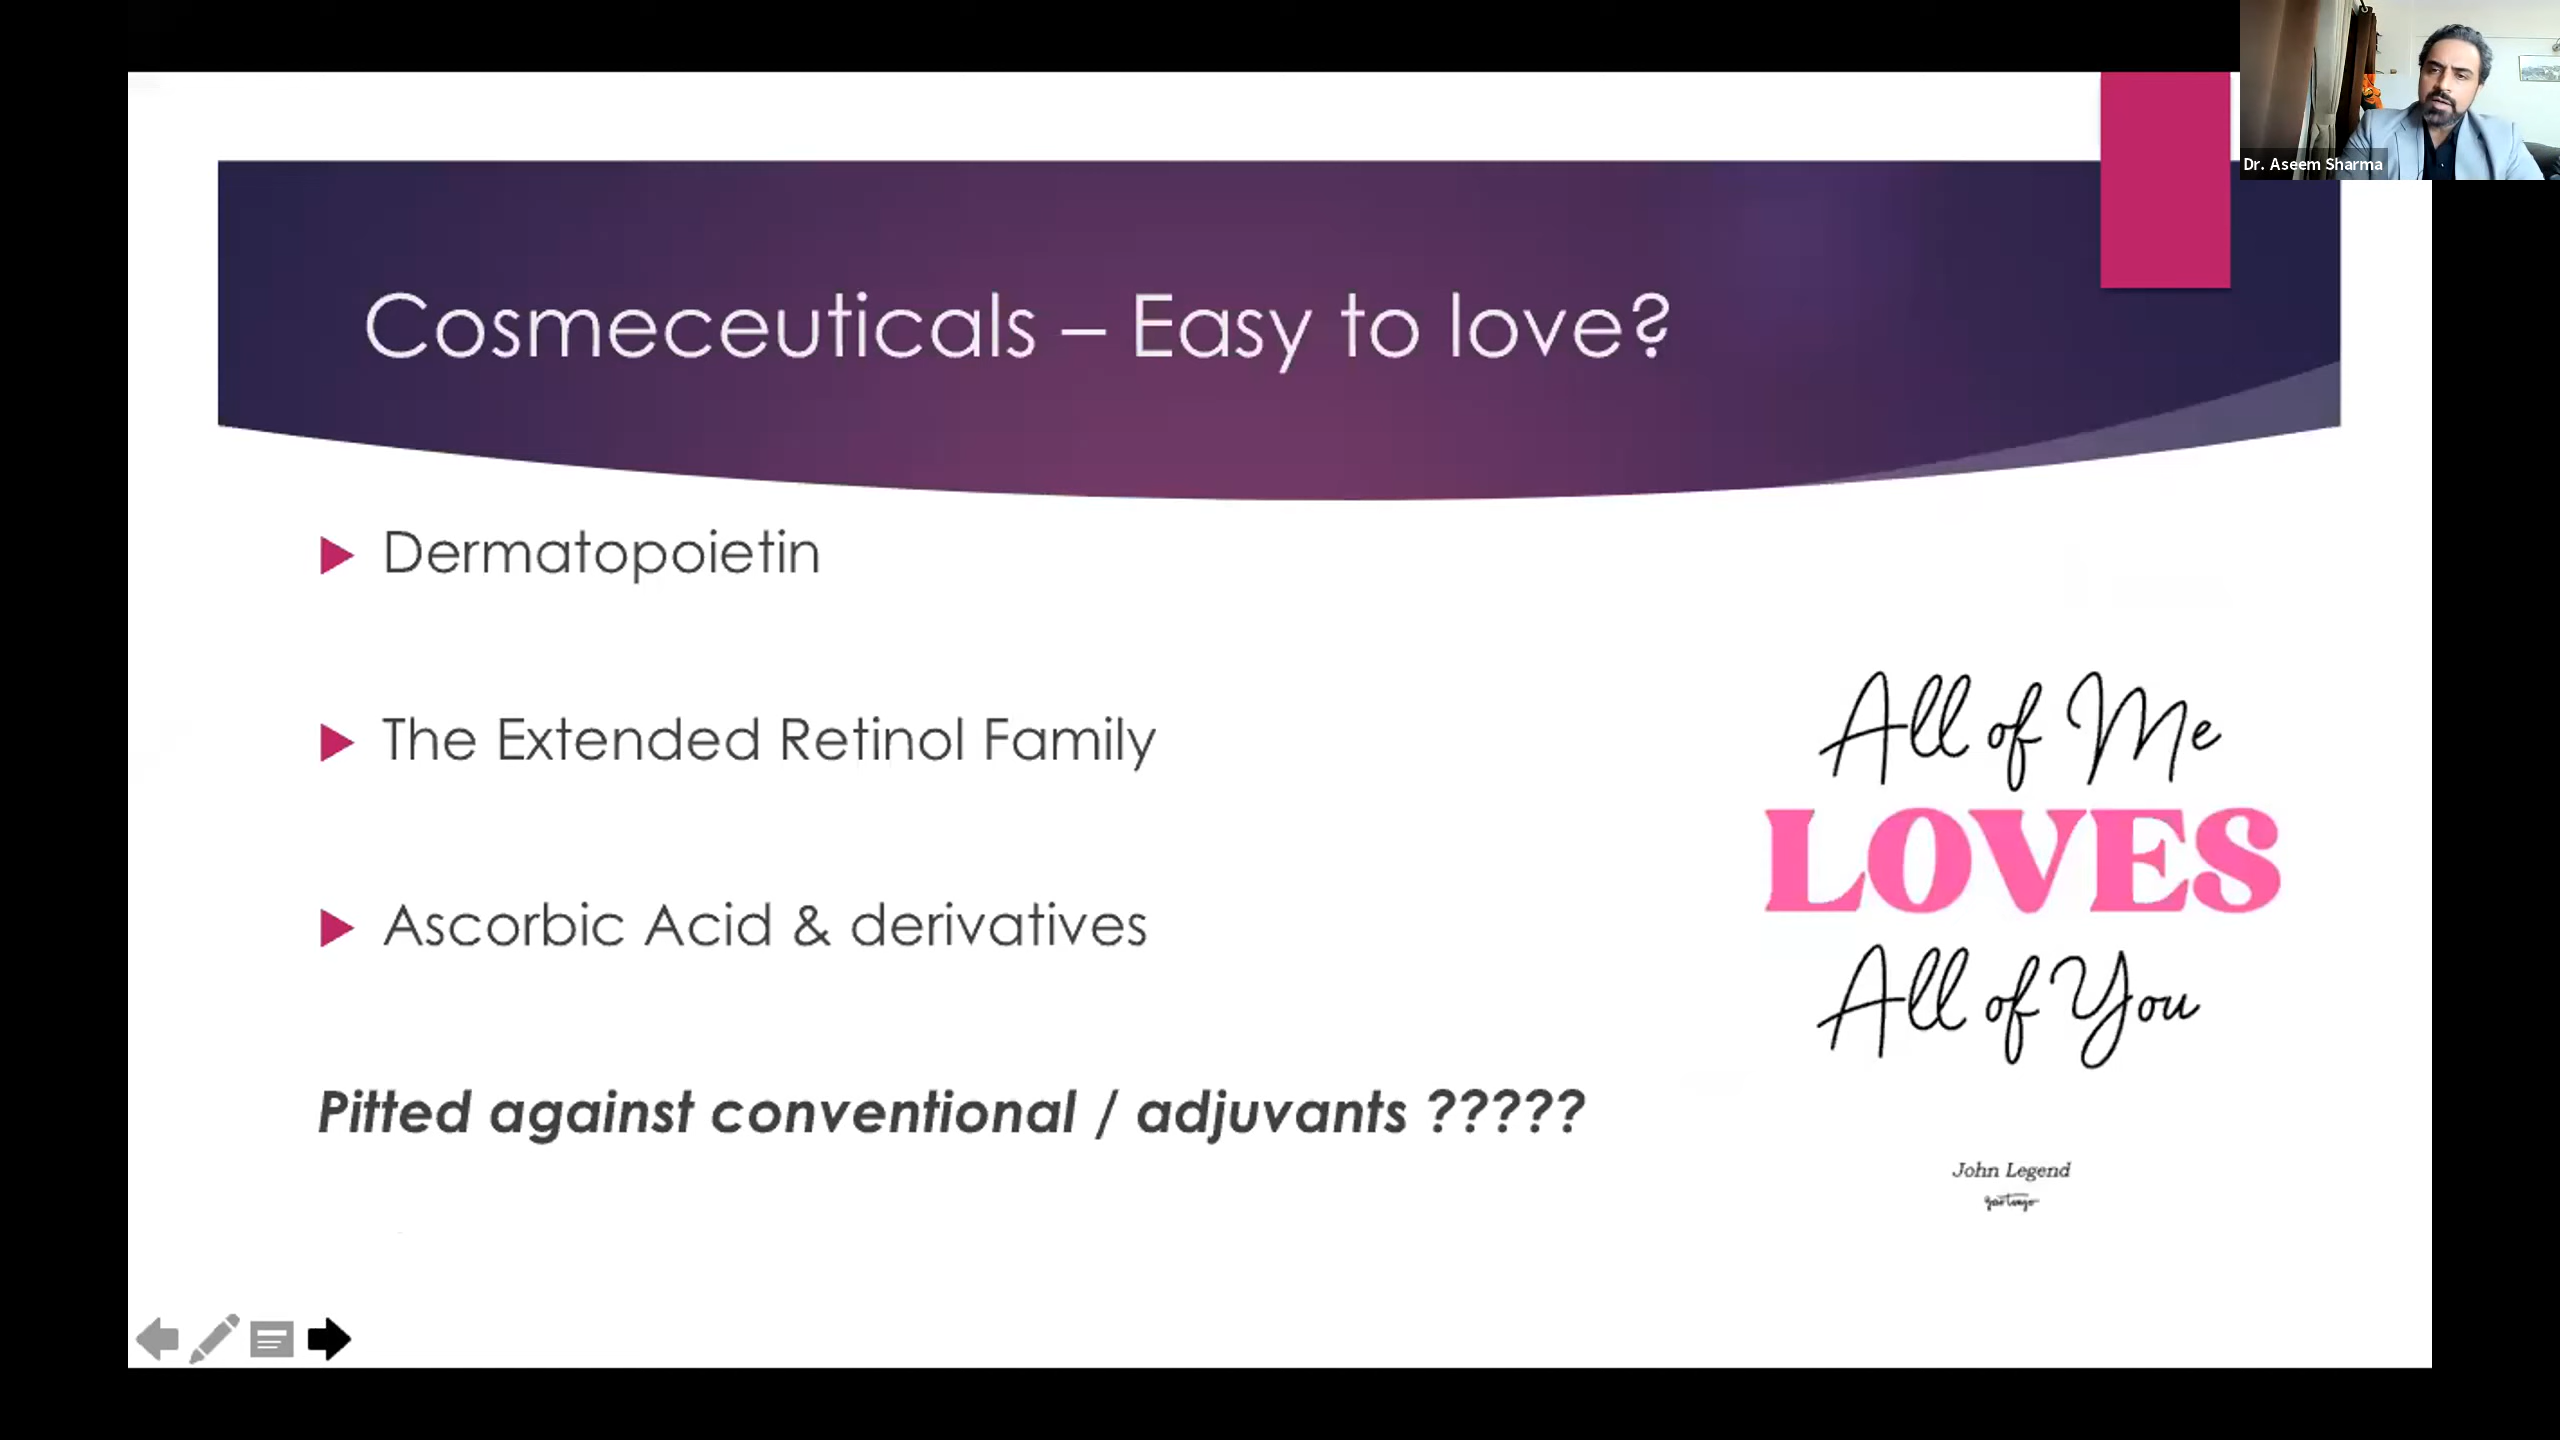 Dr. Aseem Sharma
Cosmeceuticals – Easy to love?
Dermatopoietin
The Extended Retinol Family
Ascorbic Acid & derivatives
Pitted against conventional / adjuvants ?????
All of Me
LOVES
All of You
John Legend